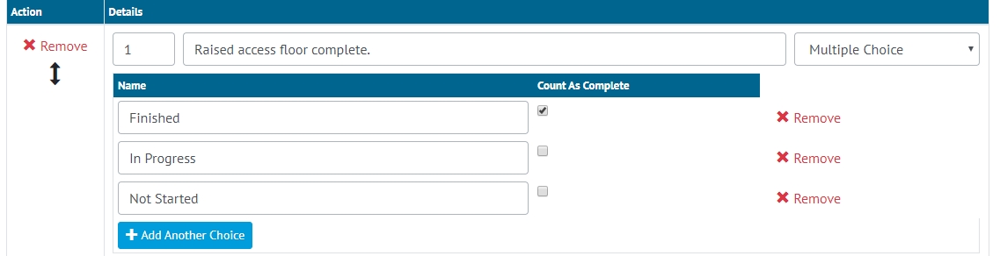 Action Details
Remove 1 Raised access floor complete. Multiple Choice
Name Count As Complete
Finished Remove
In Progress Remove
Not Started Remove
Add Another Choice